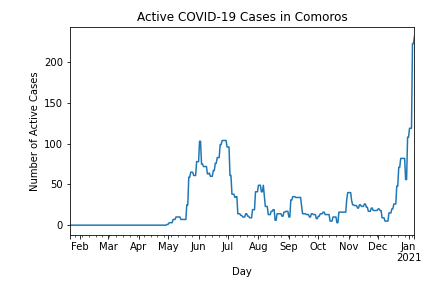 Active COVID-19 Cases in Comoros
Number of Active Cases
200
150
100
50
0
Feb Mar Apr May Jun Jul Aug Sep Oct Nov Dec Jan
2021
Day